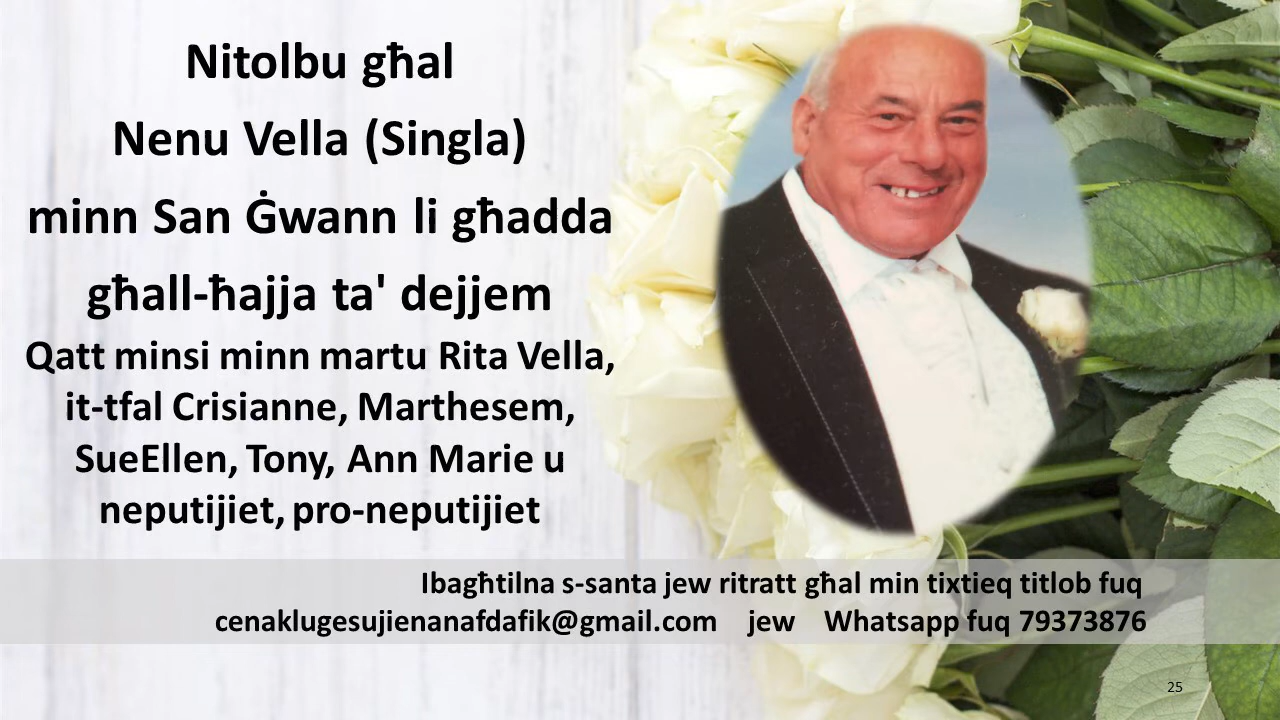 Nitolbu għal
Nenu Vella (Singla)
minn San Ġwann li għadda
għall-ħajja ta' dejjem
Qatt minsi minn martu Rita Vella,
it-tfal Crisianne, Marthesem,
SueEllen, Tony, Ann Marie u
neputijiet, pro-neputijiet
Ibagħtilna s-santa jew ritratt għal min tixtieq titlob fuq
cenaklugesujienanafdafik@gmail.com jew Whatsapp fuq 79373876
25